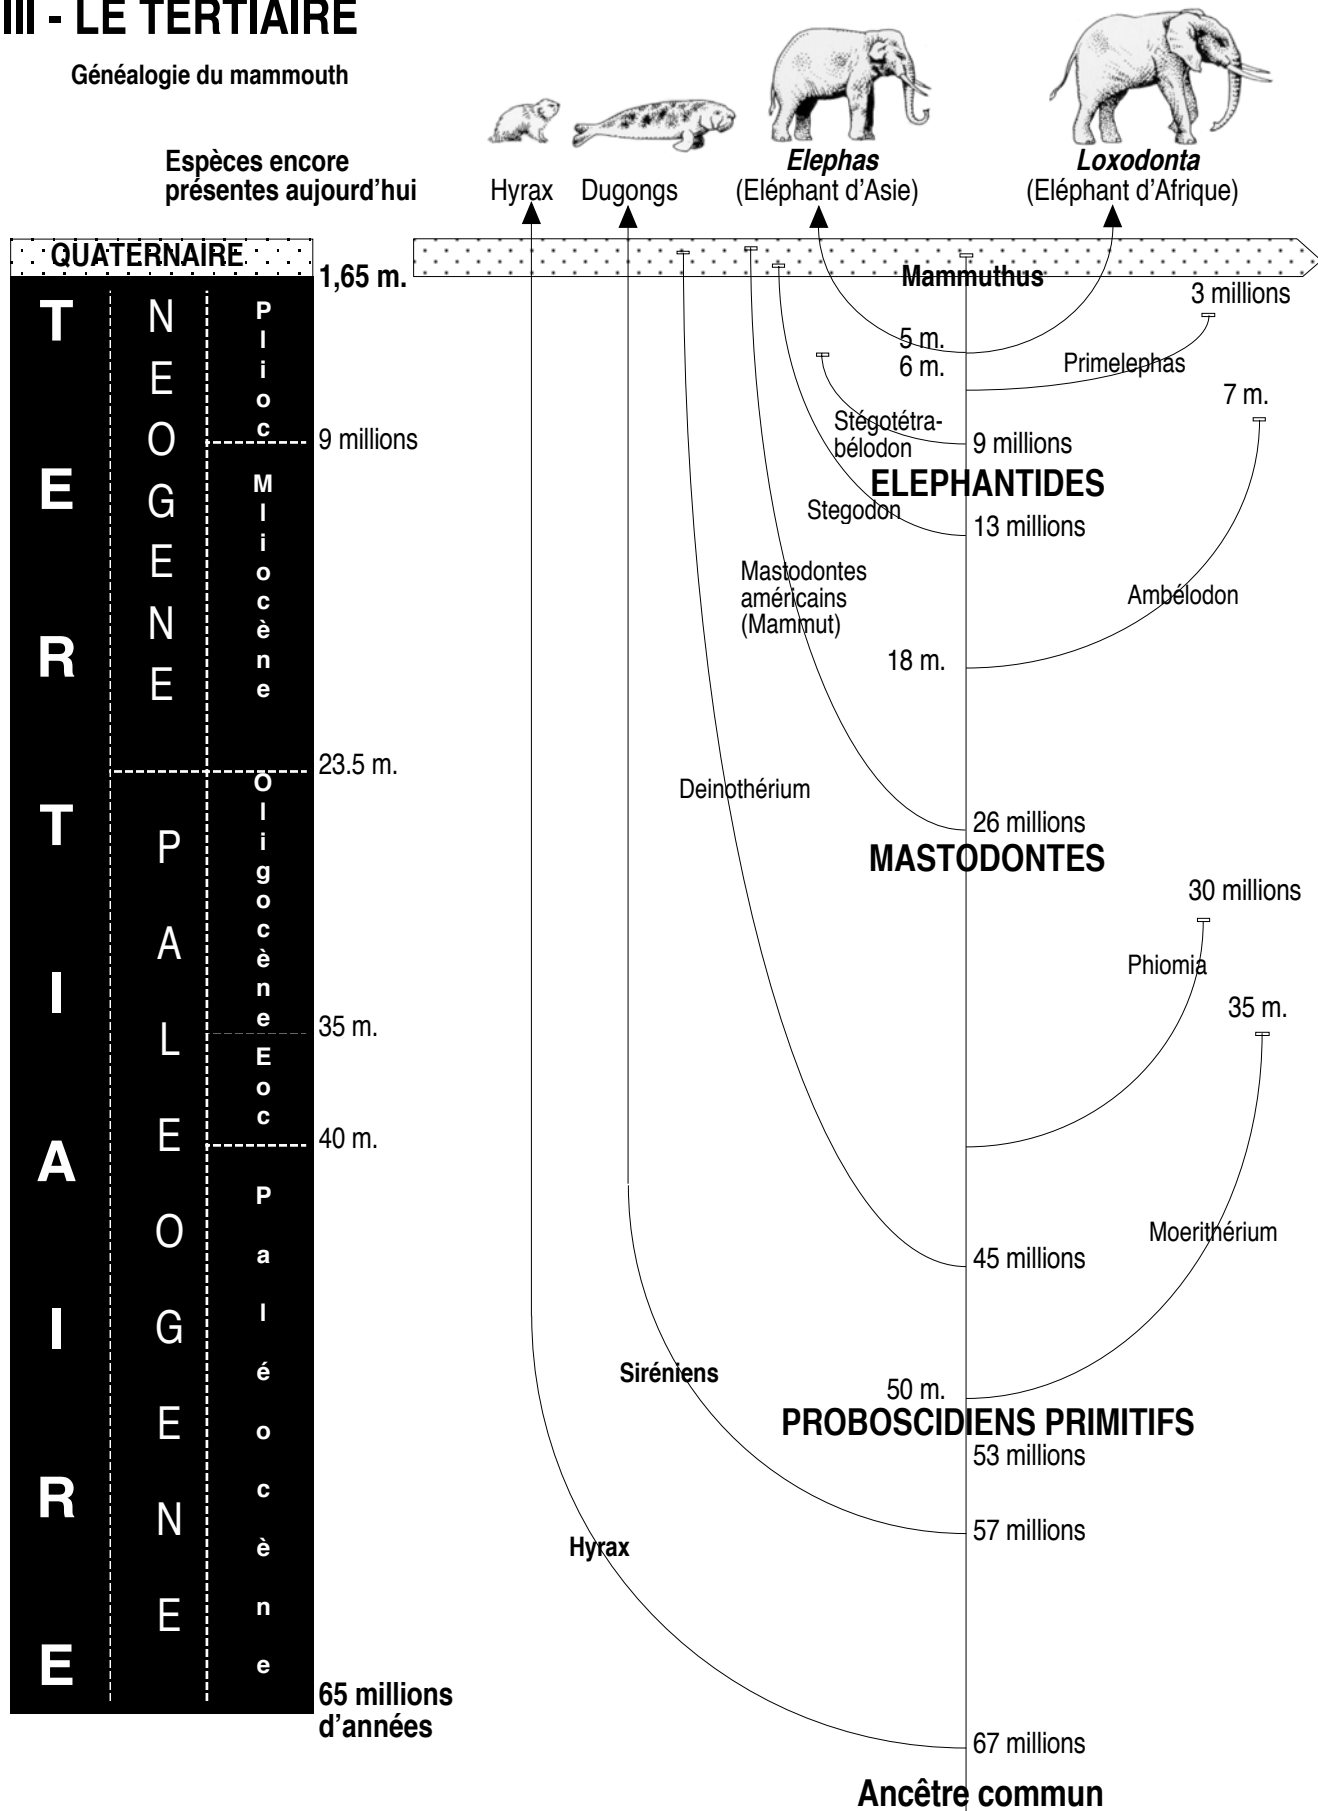 III - LE TERTIAIRE
Généalogie du mammouth
Espèces encore
présentes aujourd'hui
Hyrax
Dugongs
Elephas
(Eléphant d'Asie)
Loxodonta
(Eléphant d'Afrique)
QUATERNAIRE
1,65 m.
TERTIAIRE
NEOGENE
PALEOGENE
Plioc
9 millions
MIiocène
23.5 m.
Oligocène
35 m.
Eoc
40 m.
Paléocène
65 millions
d'années
Mammuthus
3 millions
5 m.
6 m.
Primelephas
7 m.
Stégotétra-
bélodon
9 millions
ELEPHANTIDES
Stegodon
13 millions
Mastodontes
américains
(Mammut)
Ambélodon
18 m.
Deinothérium
26 millions
MASTODONTES
30 millions
Phiomia
35 m.
Moerithérium
45 millions
Siréniens
50 m.
PROBOSCIDIENS PRIMITIFS
53 millions
57 millions
Hyrax
67 millions
Ancêtre commun